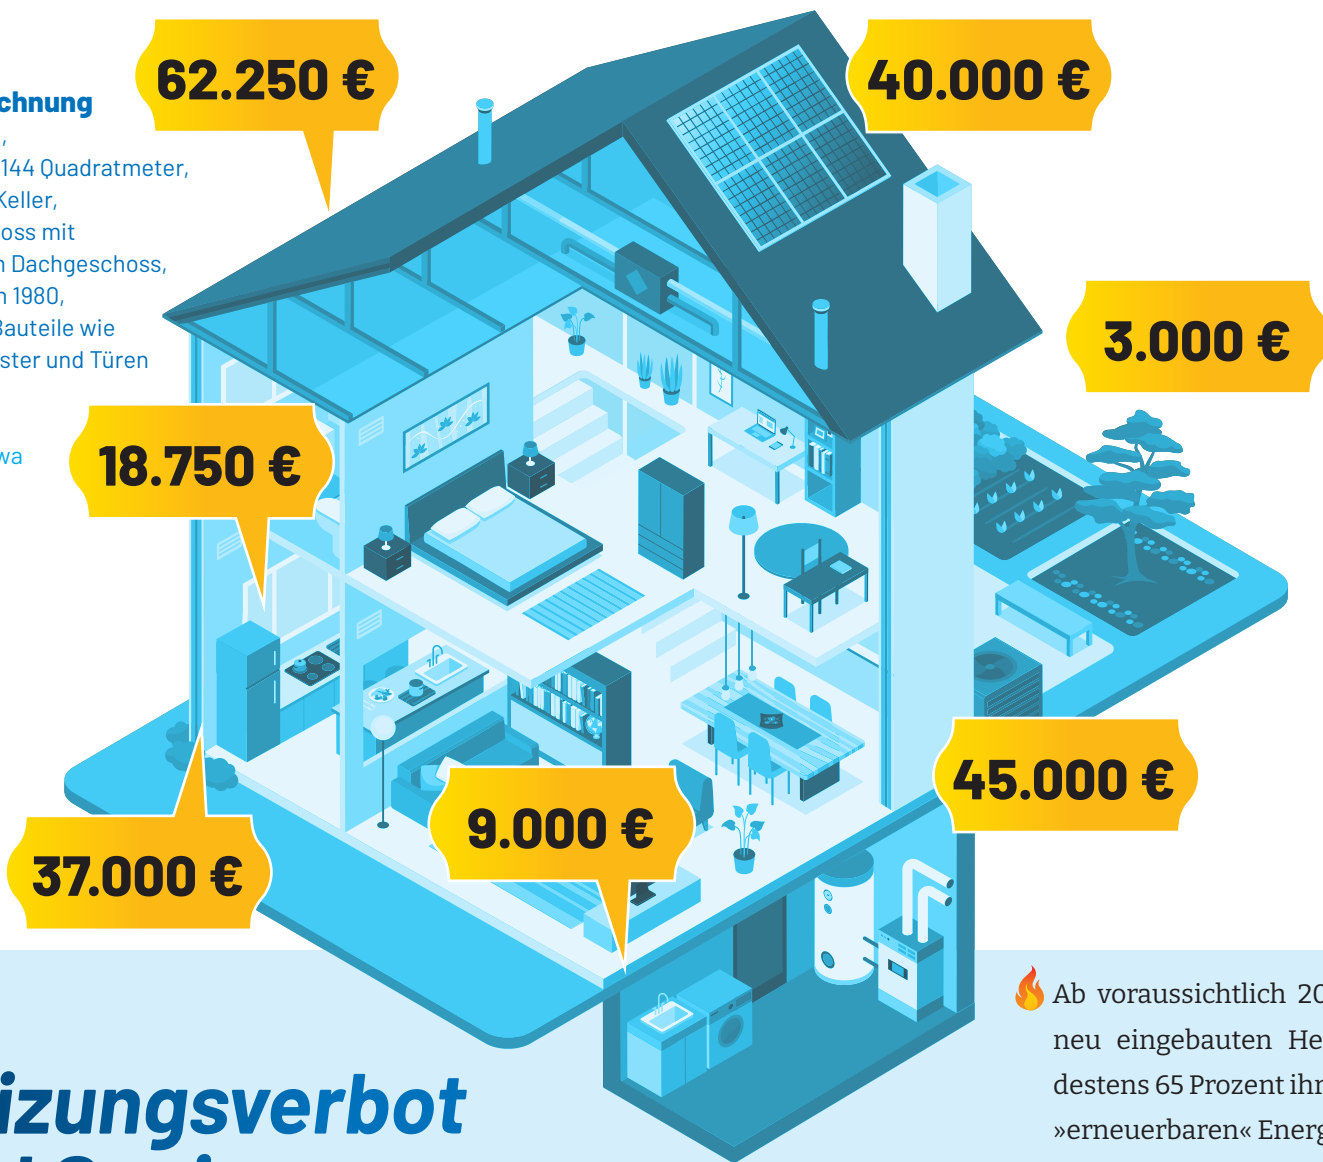 62.250 €
40.000 €
chnung
,
144 Quadratmeter,
Keller,
oss mit
Dachgeschoss,
1980,
Bauteile wie
ster und Türen
wa
3.000 €
18.750 €
45.000 €
9.000 €
37.000 €
izungsverbot
Ab voraussichtlich 20
neu eingebauten He
destens 65 Prozent ihr
»erneuerbaren« Energ